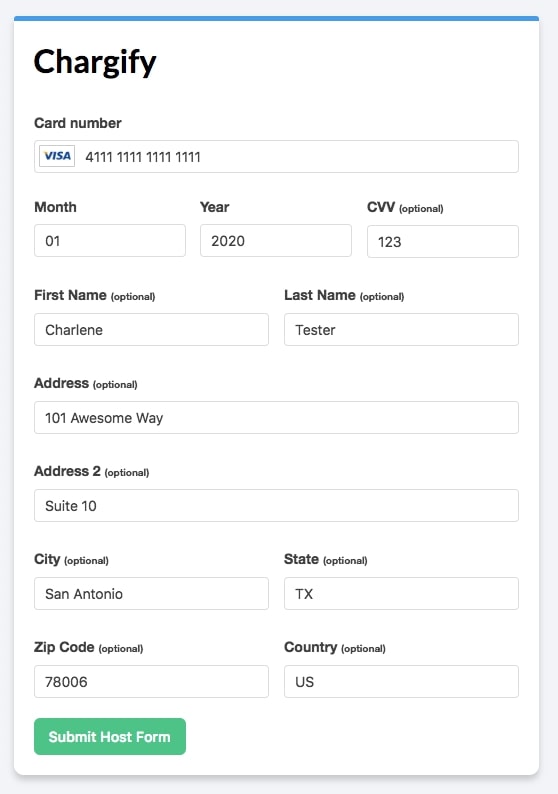 Chargify
Card number
VISA 4111 1111 1111 1111
Month Year CVV (optional)
01 2020 123
First Name (optional) Last Name (optional)
Charlene Tester
Address (optional)
101 Awesome Way
Address 2 (optional)
Suite 10
City (optional) State (optional)
San Antonio TX
Zip Code (optional) Country (optional)
78006 US
Submit Host Form